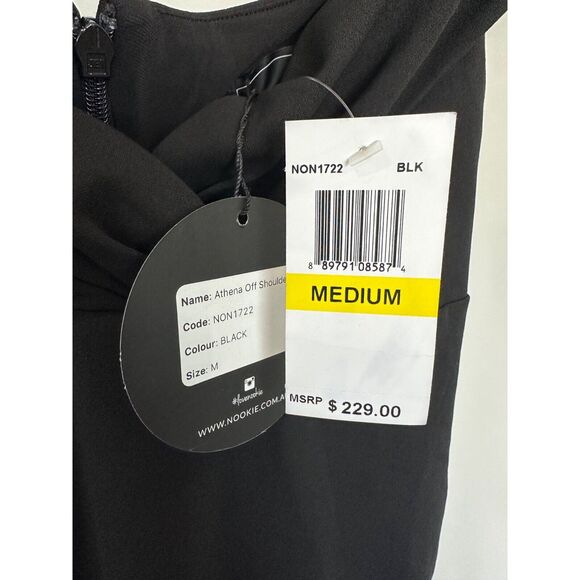 NON1722 BLK
8 89791 08587 4
MEDIUM
MSRP $ 229.00
Name: Athena Off Shoulde
Code: NON1722
Colour: BLACK
Size: M
#lovenookie
WWW.NOOKIE.COM.A